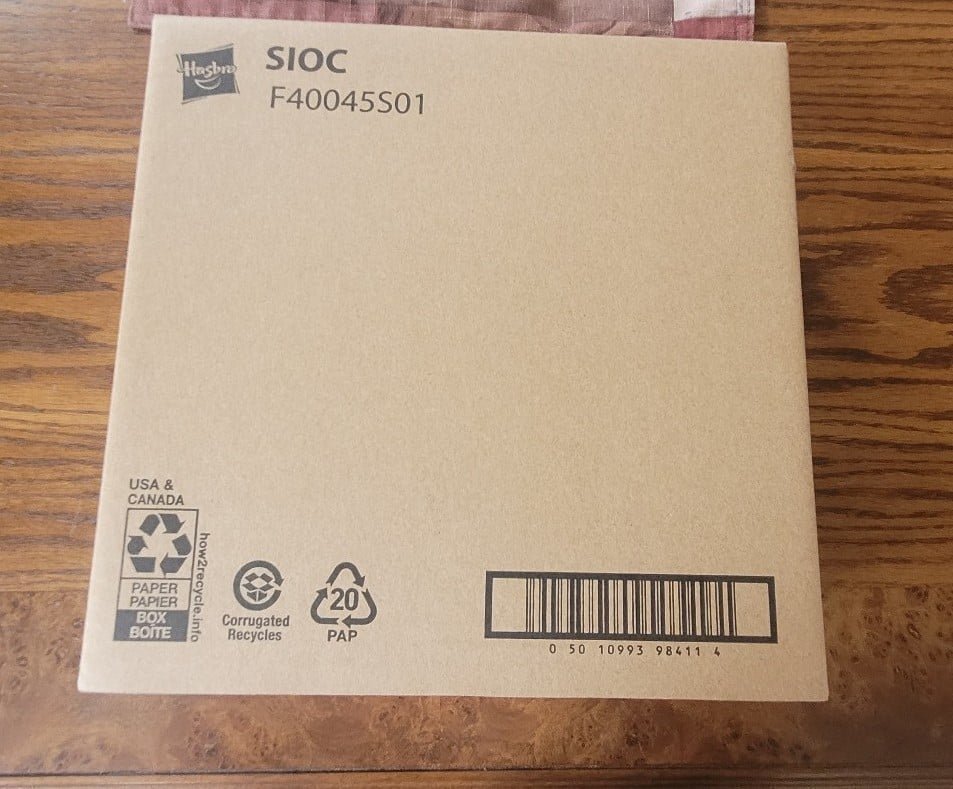 Hasbro
SIOC
F40045S01
USA &
CANADA
PAPER
PAPIER
BOX
BOÎTE
how2recycle.info
Corrugated
Recycles
20
PAP
0 50 10993 98411 4